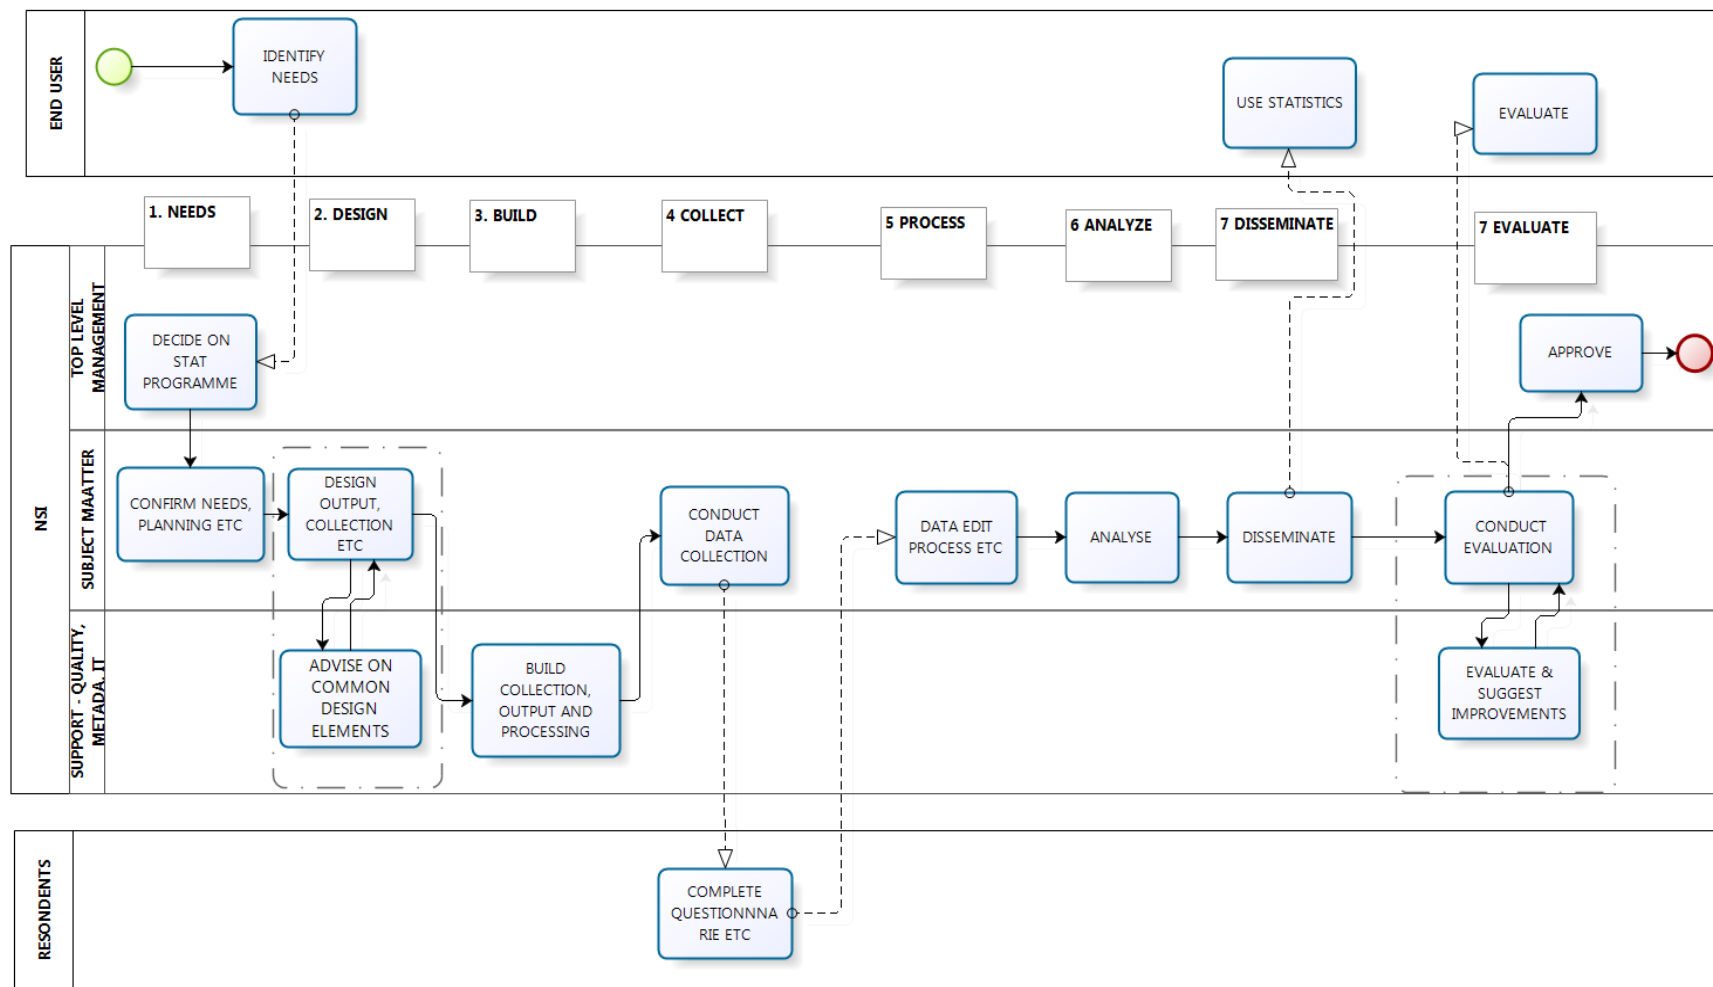 END USER
IDENTIFY
NEEDS
USE STATISTICS
EVALUATE
1. NEEDS
2. DESIGN
3. BUILD
4 COLLECT
5 PROCESS
6 ANALYZE
7 DISSEMINATE
7 EVALUATE
NSI
TOP LEVEL
MANAGEMENT
DECIDE ON
STAT
PROGRAMME
APPROVE
SUBJECT MAATTER
CONFIRM NEEDS,
PLANNING ETC
DESIGN
OUTPUT,
COLLECTION
ETC
CONDUCT
DATA
COLLECTION
DATA EDIT
PROCESS ETC
ANALYSE
DISSEMINATE
CONDUCT
EVALUATION
SUPPORT - QUALITY,
METADA. IT
ADVISE ON
COMMON
DESIGN
ELEMENTS
BUILD
COLLECTION,
OUTPUT AND
PROCESSING
EVALUATE &
SUGGEST
IMPROVEMENTS
RESONDENTS
COMPLETE
QUESTIONNNA
RIE ETC